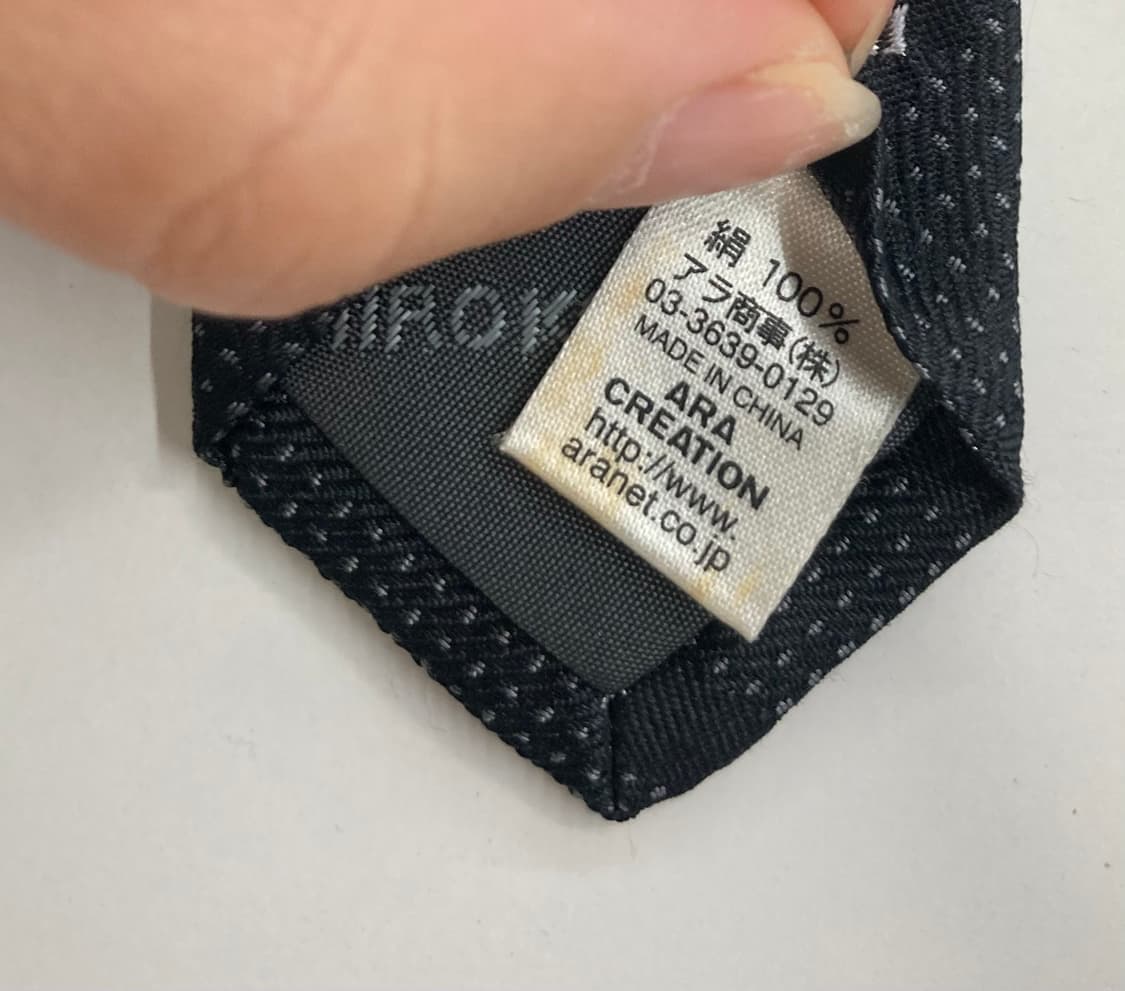 HIROK
絹 100%
アラ商事(株)
03-3639-0129
MADE IN CHINA
ARA
CREATION
http://www.
aranet.co.jp